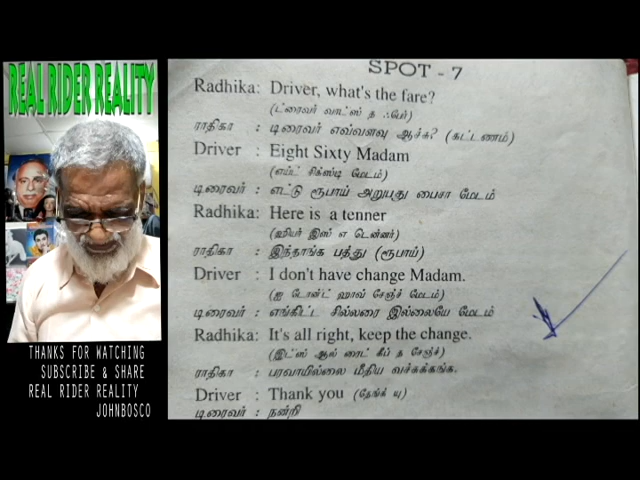 REAL RIDER REALITY
THANKS FOR WATCHING
SUBSCRIBE & SHARE
REAL RIDER REALITY
JOHNBOSCO
SPOT - 7
Radhika: Driver, what's the fare?
(ட்ரைவர் வாட்ஸ் த ஃபேர்)
ராதிகா : டிரைவர் எவ்வளவு ஆச்சு? (கட்டணம்)
Driver : Eight Sixty Madam
(எய்ட் சிக்ஸ்டி மேடம்)
டிரைவர் : எட்டு ரூபாய் அறுபது பைசா மேடம்
Radhika: Here is a tenner
(ஹியர் இஸ் எ டென்னர்)
ராதிகா : இந்தாங்க பத்து (ரூபாய்)
Driver : I don't have change Madam.
(ஐ டோன்ட் ஹாவ் சேஞ்ச் மேடம்)
டிரைவர் : எங்கிட்ட சில்லரை இல்லையே மேடம்
Radhika: It's all right, keep the change.
(இட்ஸ் ஆல் ரைட் கீப் த சேஞ்ச்)
ராதிகா : பரவாயில்லை மீதிய வச்சுக்கங்க.
Driver : Thank you (தேங்க் யு)
டிரைவர் : நன்றி